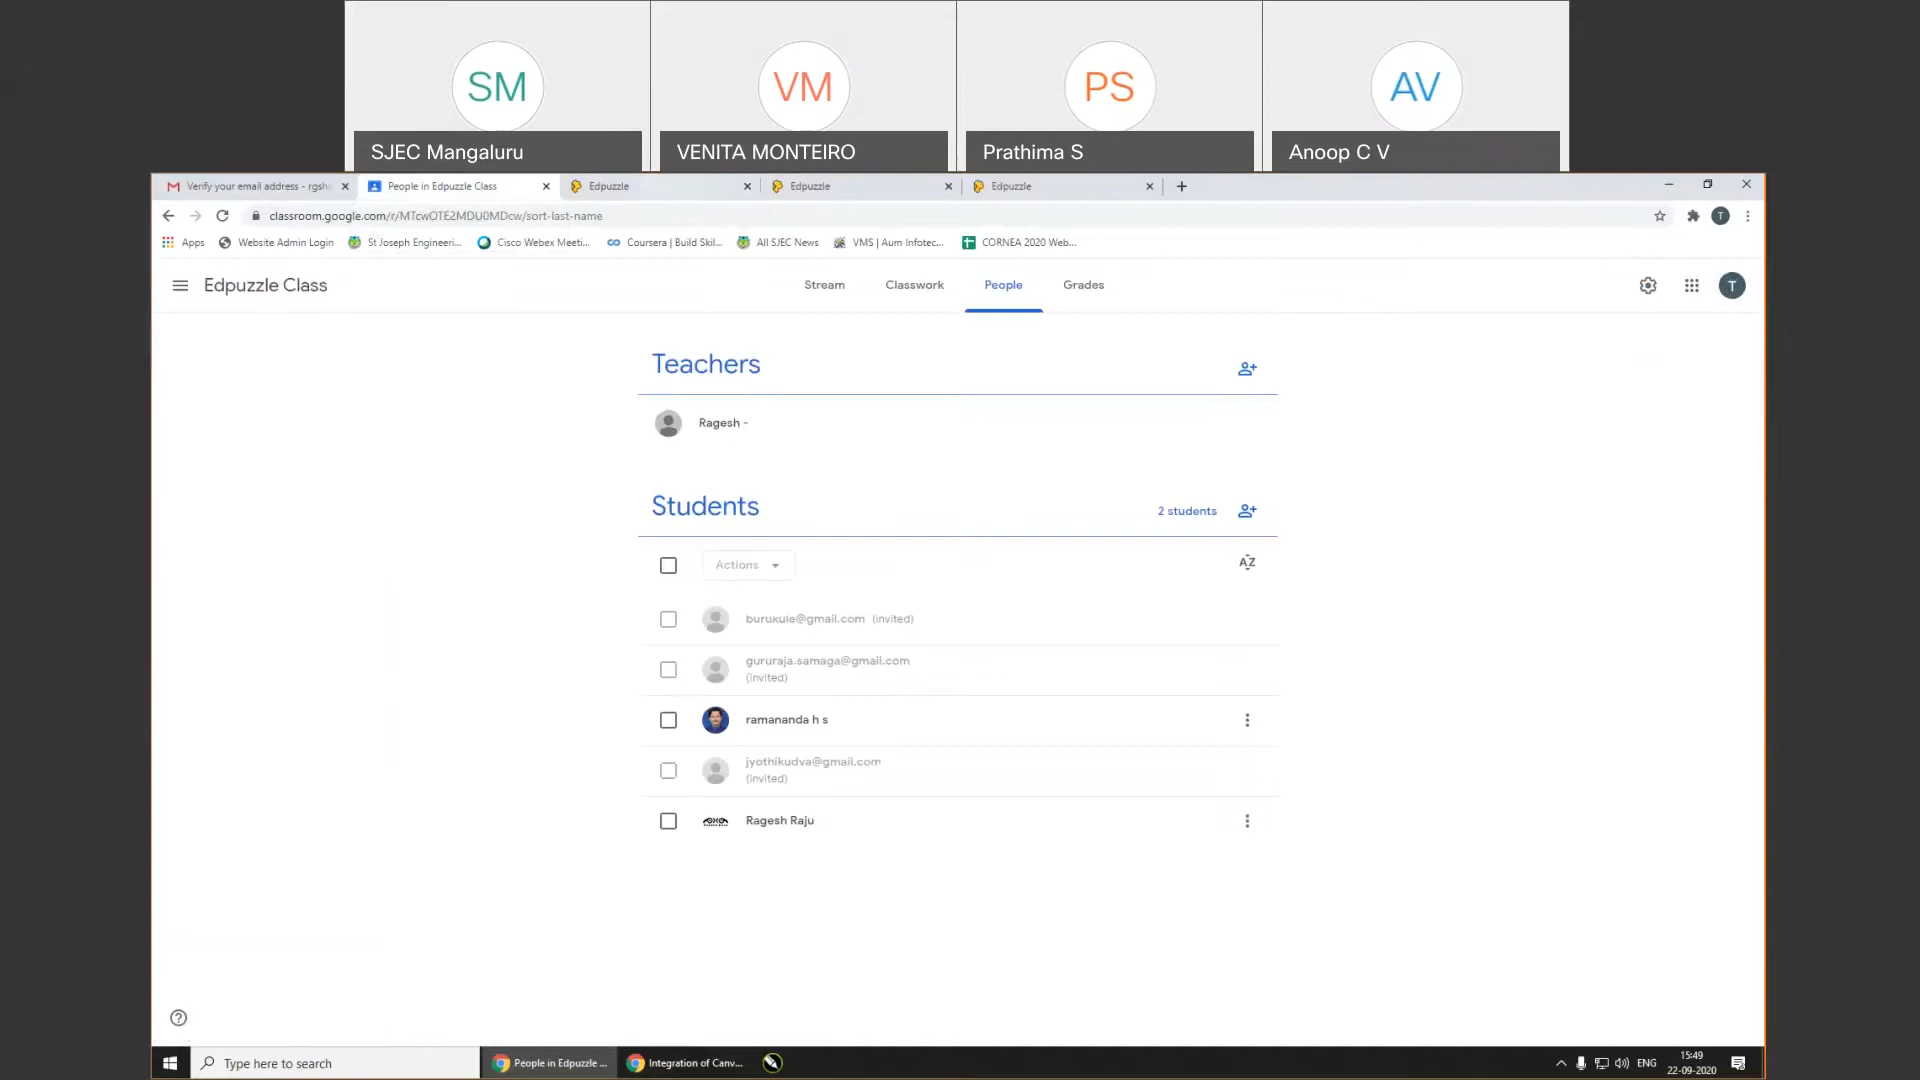 SM
VM
PS
AV
SJEC Mangaluru
VENITA MONTEIRO
Prathima S
Anoop C V
Verify your email address - rgsh
People in Edpuzzle Class
Edpuzzle
Edpuzzle
Edpuzzle
classroom.google.com/r/MTcwOTE2MDU0MDcw/sort-last-name
T
Apps
Website Admin Login
St Joseph Engineeri...
Cisco Webex Meeti...
Coursera | Build Skil...
All SJEC News
VMS | Aum Infotec...
CORNEA 2020 Web...
Edpuzzle Class
Stream
Classwork
People
Grades
T
Teachers
Ragesh -
Students
2 students
Actions
AZ
burukule@gmail.com (invited)
gururaja.samaga@gmail.com
(invited)
ramananda h s
jyothikudva@gmail.com
(invited)
Ragesh Raju
Type here to search
People in Edpuzzle ...
Integration of Canv...
ENG
15:49
22-09-2020